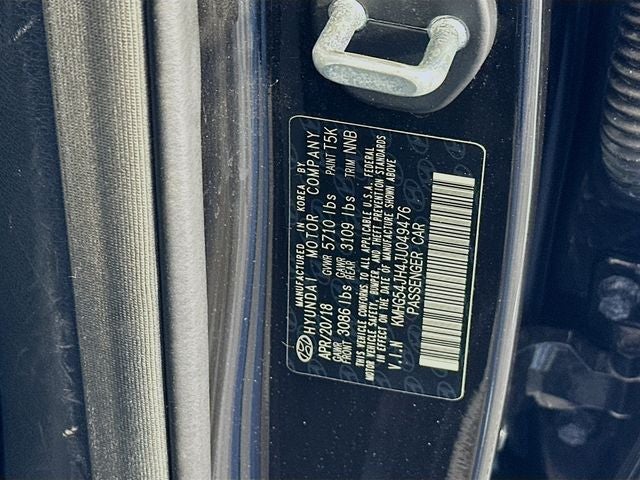 MANUFACTURED IN KOREA BY
HYUNDAI MOTOR COMPANY
APR/20/18 GVWR 5710 lbs PAINT T5K
GAWR FRONT 3086 lbs GAWR REAR 3109 lbs TRIM NNB
THIS VEHICLE CONFORMS TO ALL APPLICABLE U.S.A. FEDERAL
MOTOR VEHICLE SAFETY, BUMPER, AND THEFT PREVENTION STANDARDS
IN EFFECT ON THE DATE OF MANUFACTURE SHOWN ABOVE
V.I.N KMHG54JH4JU049476
PASSENGER CAR